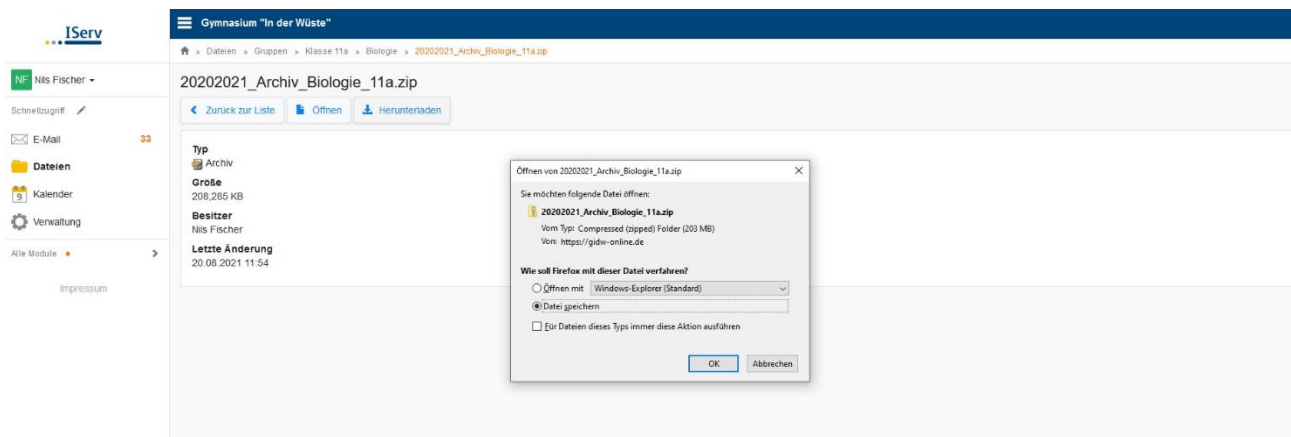 IServ
Gymnasium "In der Wüste"
» Dateien » Gruppen » Klasse 11a » Biologie » 20202021_Archiv_Biologie_11a.zip
NF Nils Fischer
20202021_Archiv_Biologie_11a.zip
Schnellzugriff
Zurück zur Liste Öffnen Herunterladen
E-Mail 33
Dateien
9 Kalender
Verwaltung
Alle Module
Impressum
Typ
Archiv
Größe
208,285 KB
Besitzer
Nils Fischer
Letzte Änderung
20.08.2021 11:54
Öffnen von 20202021_Archiv_Biologie_11a.zip
Sie möchten folgende Datei öffnen:
20202021_Archiv_Biologie_11a.zip
Vom Typ: Compressed (zipped) Folder (203 MB)
Von: https://gidw-online.de
Wie soll Firefox mit dieser Datei verfahren?
Öffnen mit Windows-Explorer (Standard)
Datei speichern
Für Dateien dieses Typs immer diese Aktion ausführen
OK Abbrechen